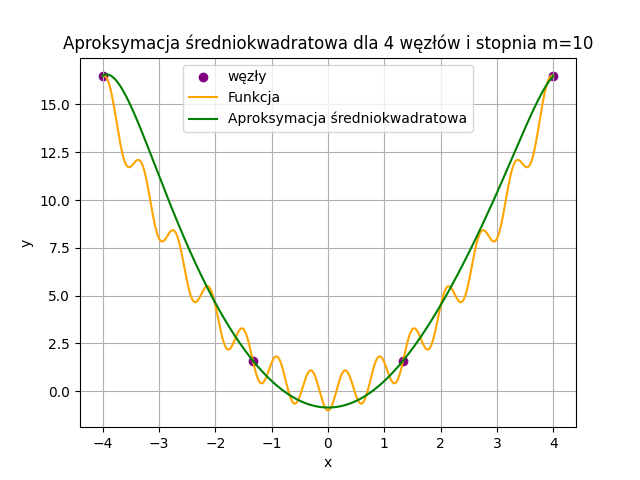 Aproksymacja średniokwadratowa dla 4 węzłów i stopnia m=10
węzły
Funkcja
Aproksymacja średniokwadratowa
y
15.0
12.5
10.0
7.5
5.0
2.5
0.0
−4 −3 −2 −1 0 1 2 3 4
x